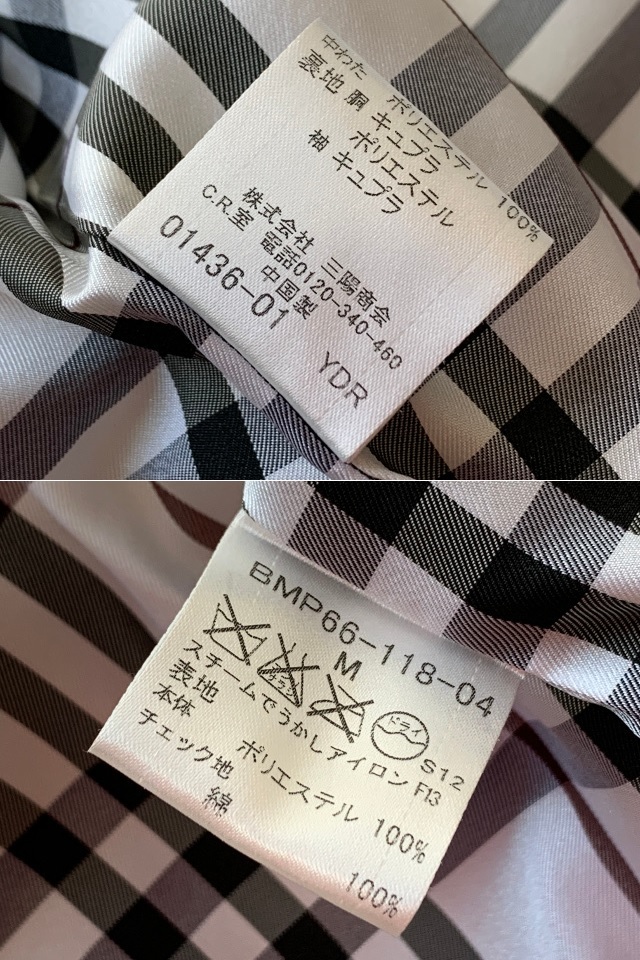 中わた ポリエステル 100%
裏地 胴 キュプラ
ポリエステル
袖 キュプラ
株式会社 三陽商会
C.R.室 電話0120-340-460
中国製
01436-01 YDR
BMP66-118-04
M
ドライ S12
スチームでうかしアイロン F13
表地
本体 ポリエステル 100%
チェック地
綿 100%